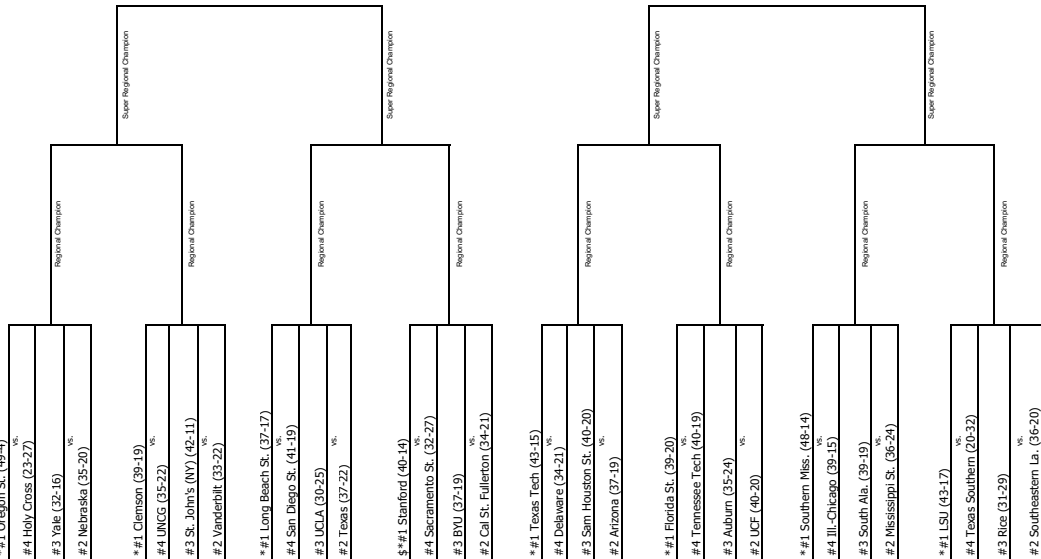 Super Regional Champion
Super Regional Champion
Super Regional Champion
Super Regional Champion
Regional Champion
Regional Champion
Regional Champion
Regional Champion
Regional Champion
Regional Champion
Regional Champion
Regional Champion
*#1 Oregon St. (49-4)
vs.
#4 Holy Cross (23-27)
#3 Yale (32-16)
vs.
#2 Nebraska (35-20)
*#1 Clemson (39-19)
vs.
#4 UNCG (35-22)
#3 St. John's (NY) (42-11)
vs.
#2 Vanderbilt (33-22)
*#1 Long Beach St. (37-17)
vs.
#4 San Diego St. (41-19)
#3 UCLA (30-25)
vs.
#2 Texas (37-22)
$*#1 Stanford (40-14)
vs.
#4 Sacramento St. (32-27)
#3 BYU (37-19)
vs.
#2 Cal St. Fullerton (34-21)
*#1 Texas Tech (43-15)
vs.
#4 Delaware (34-21)
#3 Sam Houston St. (40-20)
vs.
#2 Arizona (37-19)
*#1 Florida St. (39-20)
vs.
#4 Tennessee Tech (40-19)
#3 Auburn (35-24)
vs.
#2 UCF (40-20)
*#1 Southern Miss. (48-14)
vs.
#4 Ill.-Chicago (39-15)
#3 South Ala. (39-19)
vs.
#2 Mississippi St. (36-24)
*#1 LSU (43-17)
vs.
#4 Texas Southern (20-32)
#3 Rice (31-29)
vs.
#2 Southeastern La. (36-20)